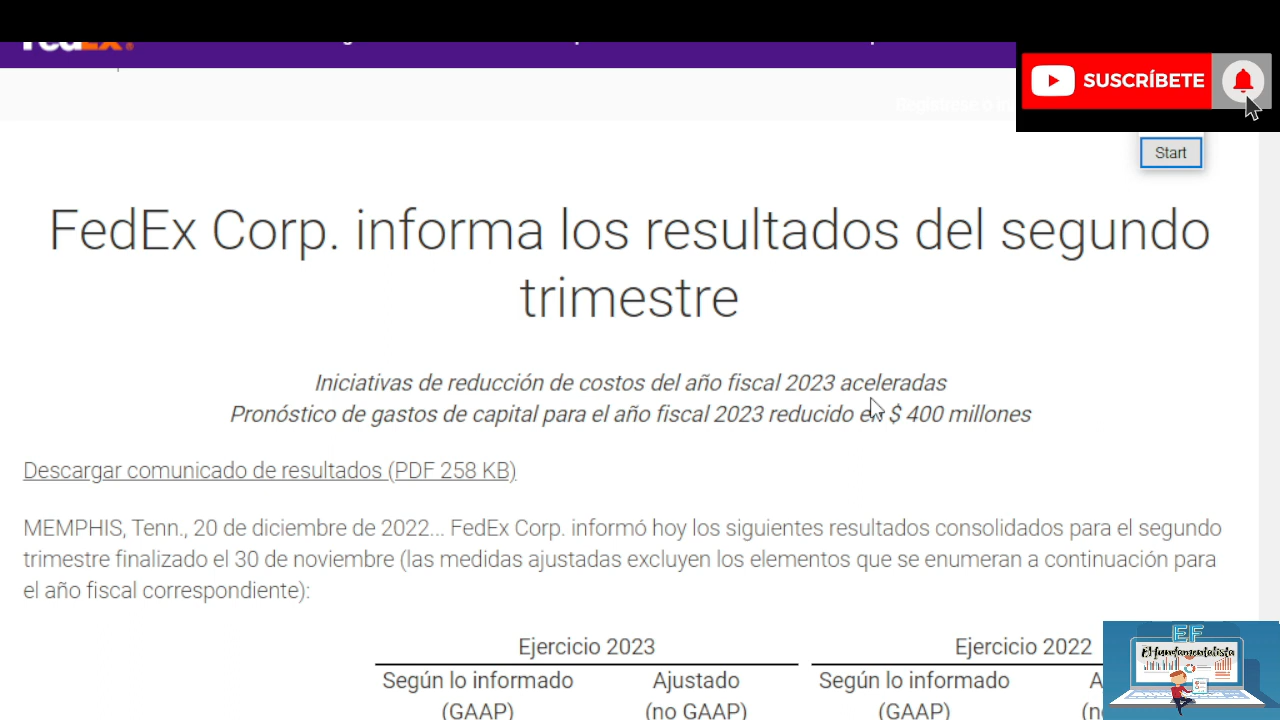 FedEx
SUSCRÍBETE
Start
FedEx Corp. informa los resultados del segundo
trimestre
Iniciativas de reducción de costos del año fiscal 2023 aceleradas
Pronóstico de gastos de capital para el año fiscal 2023 reducido en $ 400 millones
Descargar comunicado de resultados (PDF 258 KB)
MEMPHIS, Tenn., 20 de diciembre de 2022... FedEx Corp. informó hoy los siguientes resultados consolidados para el segundo
trimestre finalizado el 30 de noviembre (las medidas ajustadas excluyen los elementos que se enumeran a continuación para
el año fiscal correspondiente):
Ejercicio 2023 Ejercicio 2022
Según lo informado Ajustado Según lo informado
(GAAP) (no GAAP) (GAAP)
EF
El fundamentalista